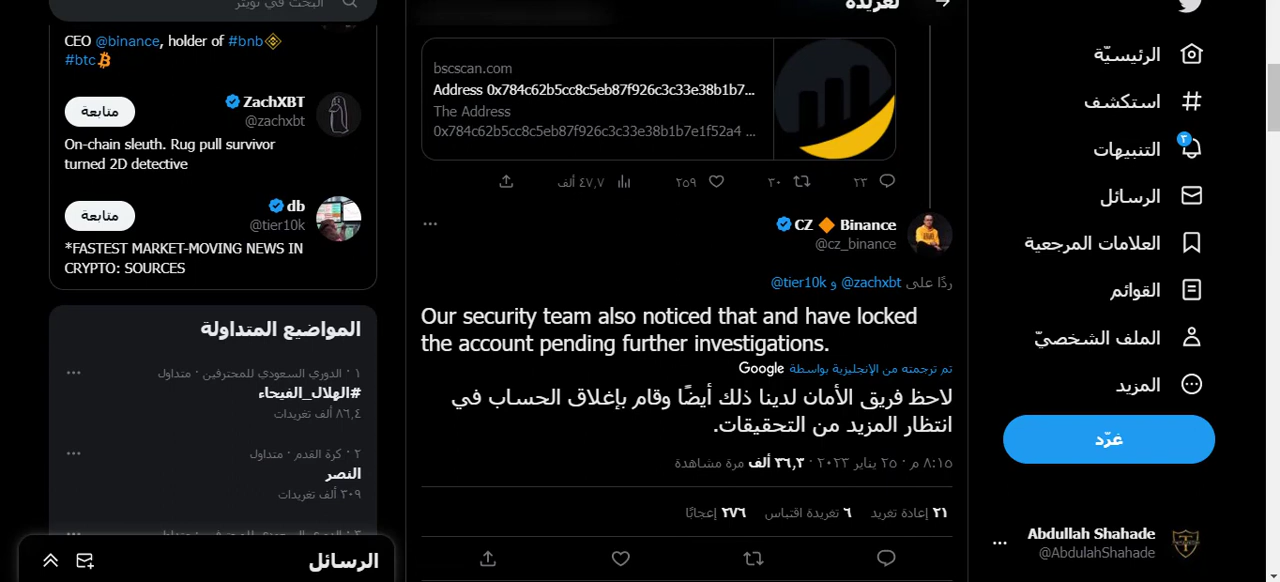 الرئيسيّة
استكشف
٣
التنبيهات
الرسائل
العلامات المرجعية
القوائم
الملف الشخصيّ
المزيد
غرّد
Abdullah Shahade
@AbdulahShahade
تغريدة
bscscan.com
Address 0x784c62b5cc8c5eb87f926c3c33e38b1b7...
The Address
0x784c62b5cc8c5eb87f926c3c33e38b1b7e1f52a4 ...
٢٣
٣٠
٢٥٩
٤٧,٧ ألف
CZ 🔶 Binance
@cz_binance
ردًا على @zachxbt و @tier10k
Our security team also noticed that and have locked
the account pending further investigations.
تم ترجمته من الإنجليزية بواسطة Google
لاحظ فريق الأمان لدينا ذلك أيضًا وقام بإغلاق الحساب في
انتظار المزيد من التحقيقات.
٨:١٥ م · ٢٥ يناير ٢٠٢٣ · ٣٦,٣ ألف مرة مشاهدة
٢١ إعادة تغريد ٦ تغريدة اقتباس ٢٧٦ إعجابًا
البحث في تويتر
CEO @binance, holder of #bnb
#btc
ZachXBT
@zachxbt
متابعة
On-chain sleuth. Rug pull survivor
turned 2D detective
db
@tier10k
متابعة
*FASTEST MARKET-MOVING NEWS IN
CRYPTO: SOURCES
المواضيع المتداولة
١ · الدوري السعودي للمحترفين · متداول
#الهلال_الفيحاء
٨٦,٤ ألف تغريدات
٢ · كرة القدم · متداول
النصر
٣٠٩ ألف تغريدات
الرسائل